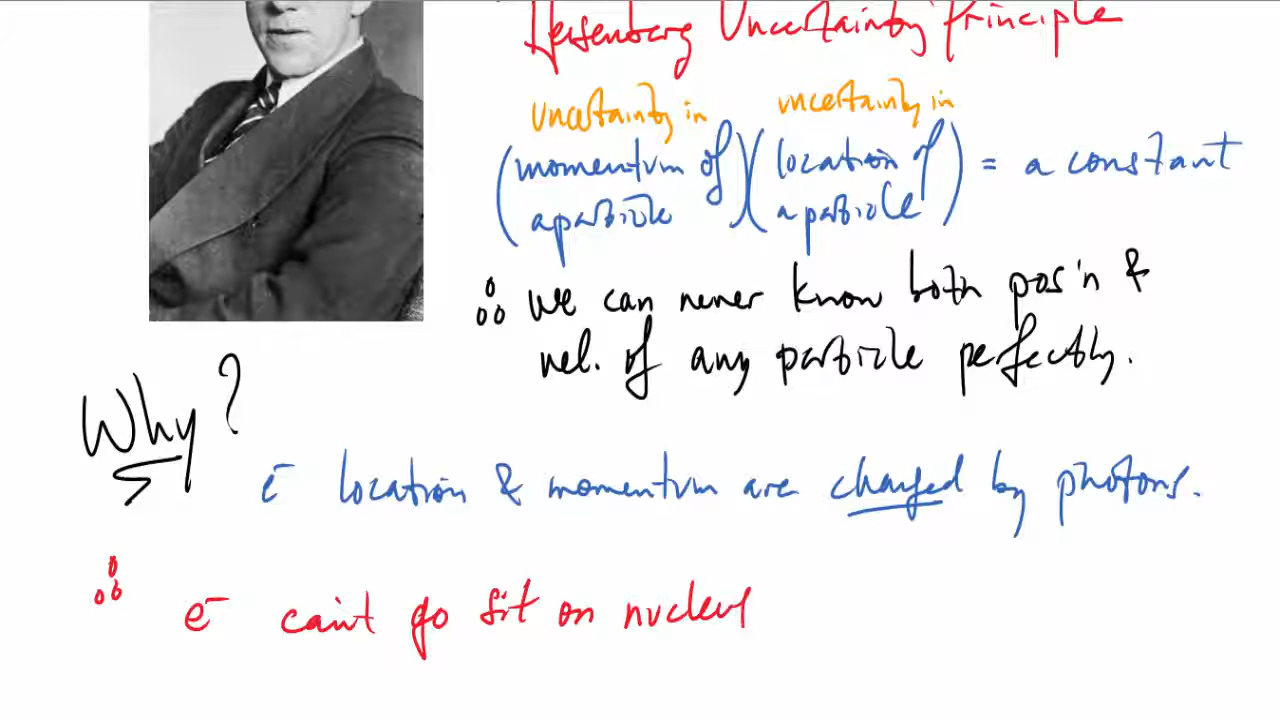 Heisenberg Uncertainty Principle
uncertainty in uncertainty in
(momentum of)(location of) = a constant
a particle a particle
∴ we can never know both pos'n &
vel. of any particle perfectly.
Why?
e⁻ location & momentum are changed by photons.
∴
e⁻ can't go sit on nucleu